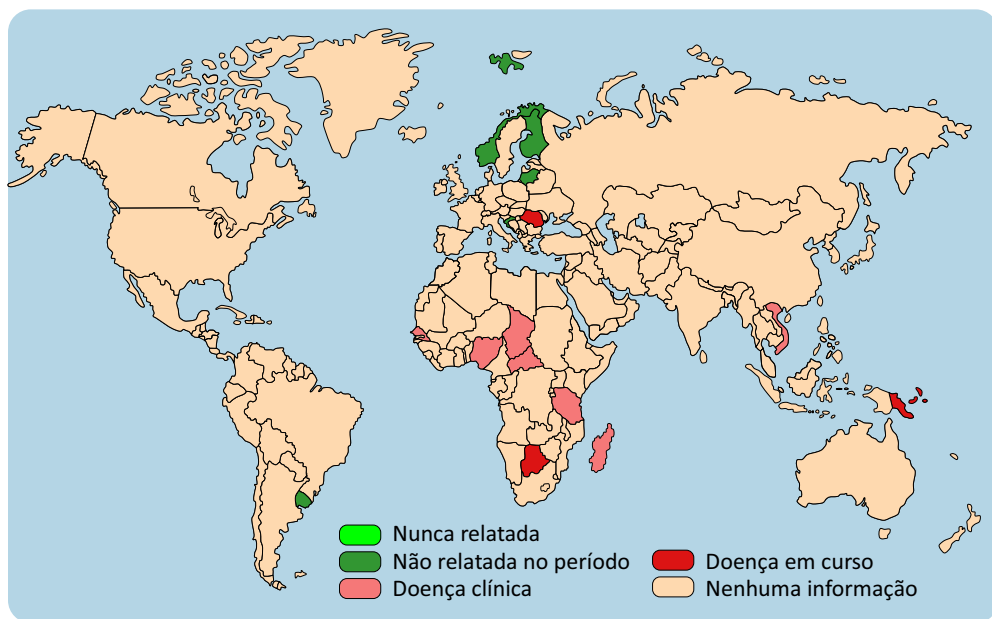 Nunca relatada
Não relatada no período
Doença clínica
Doença em curso
Nenhuma informação